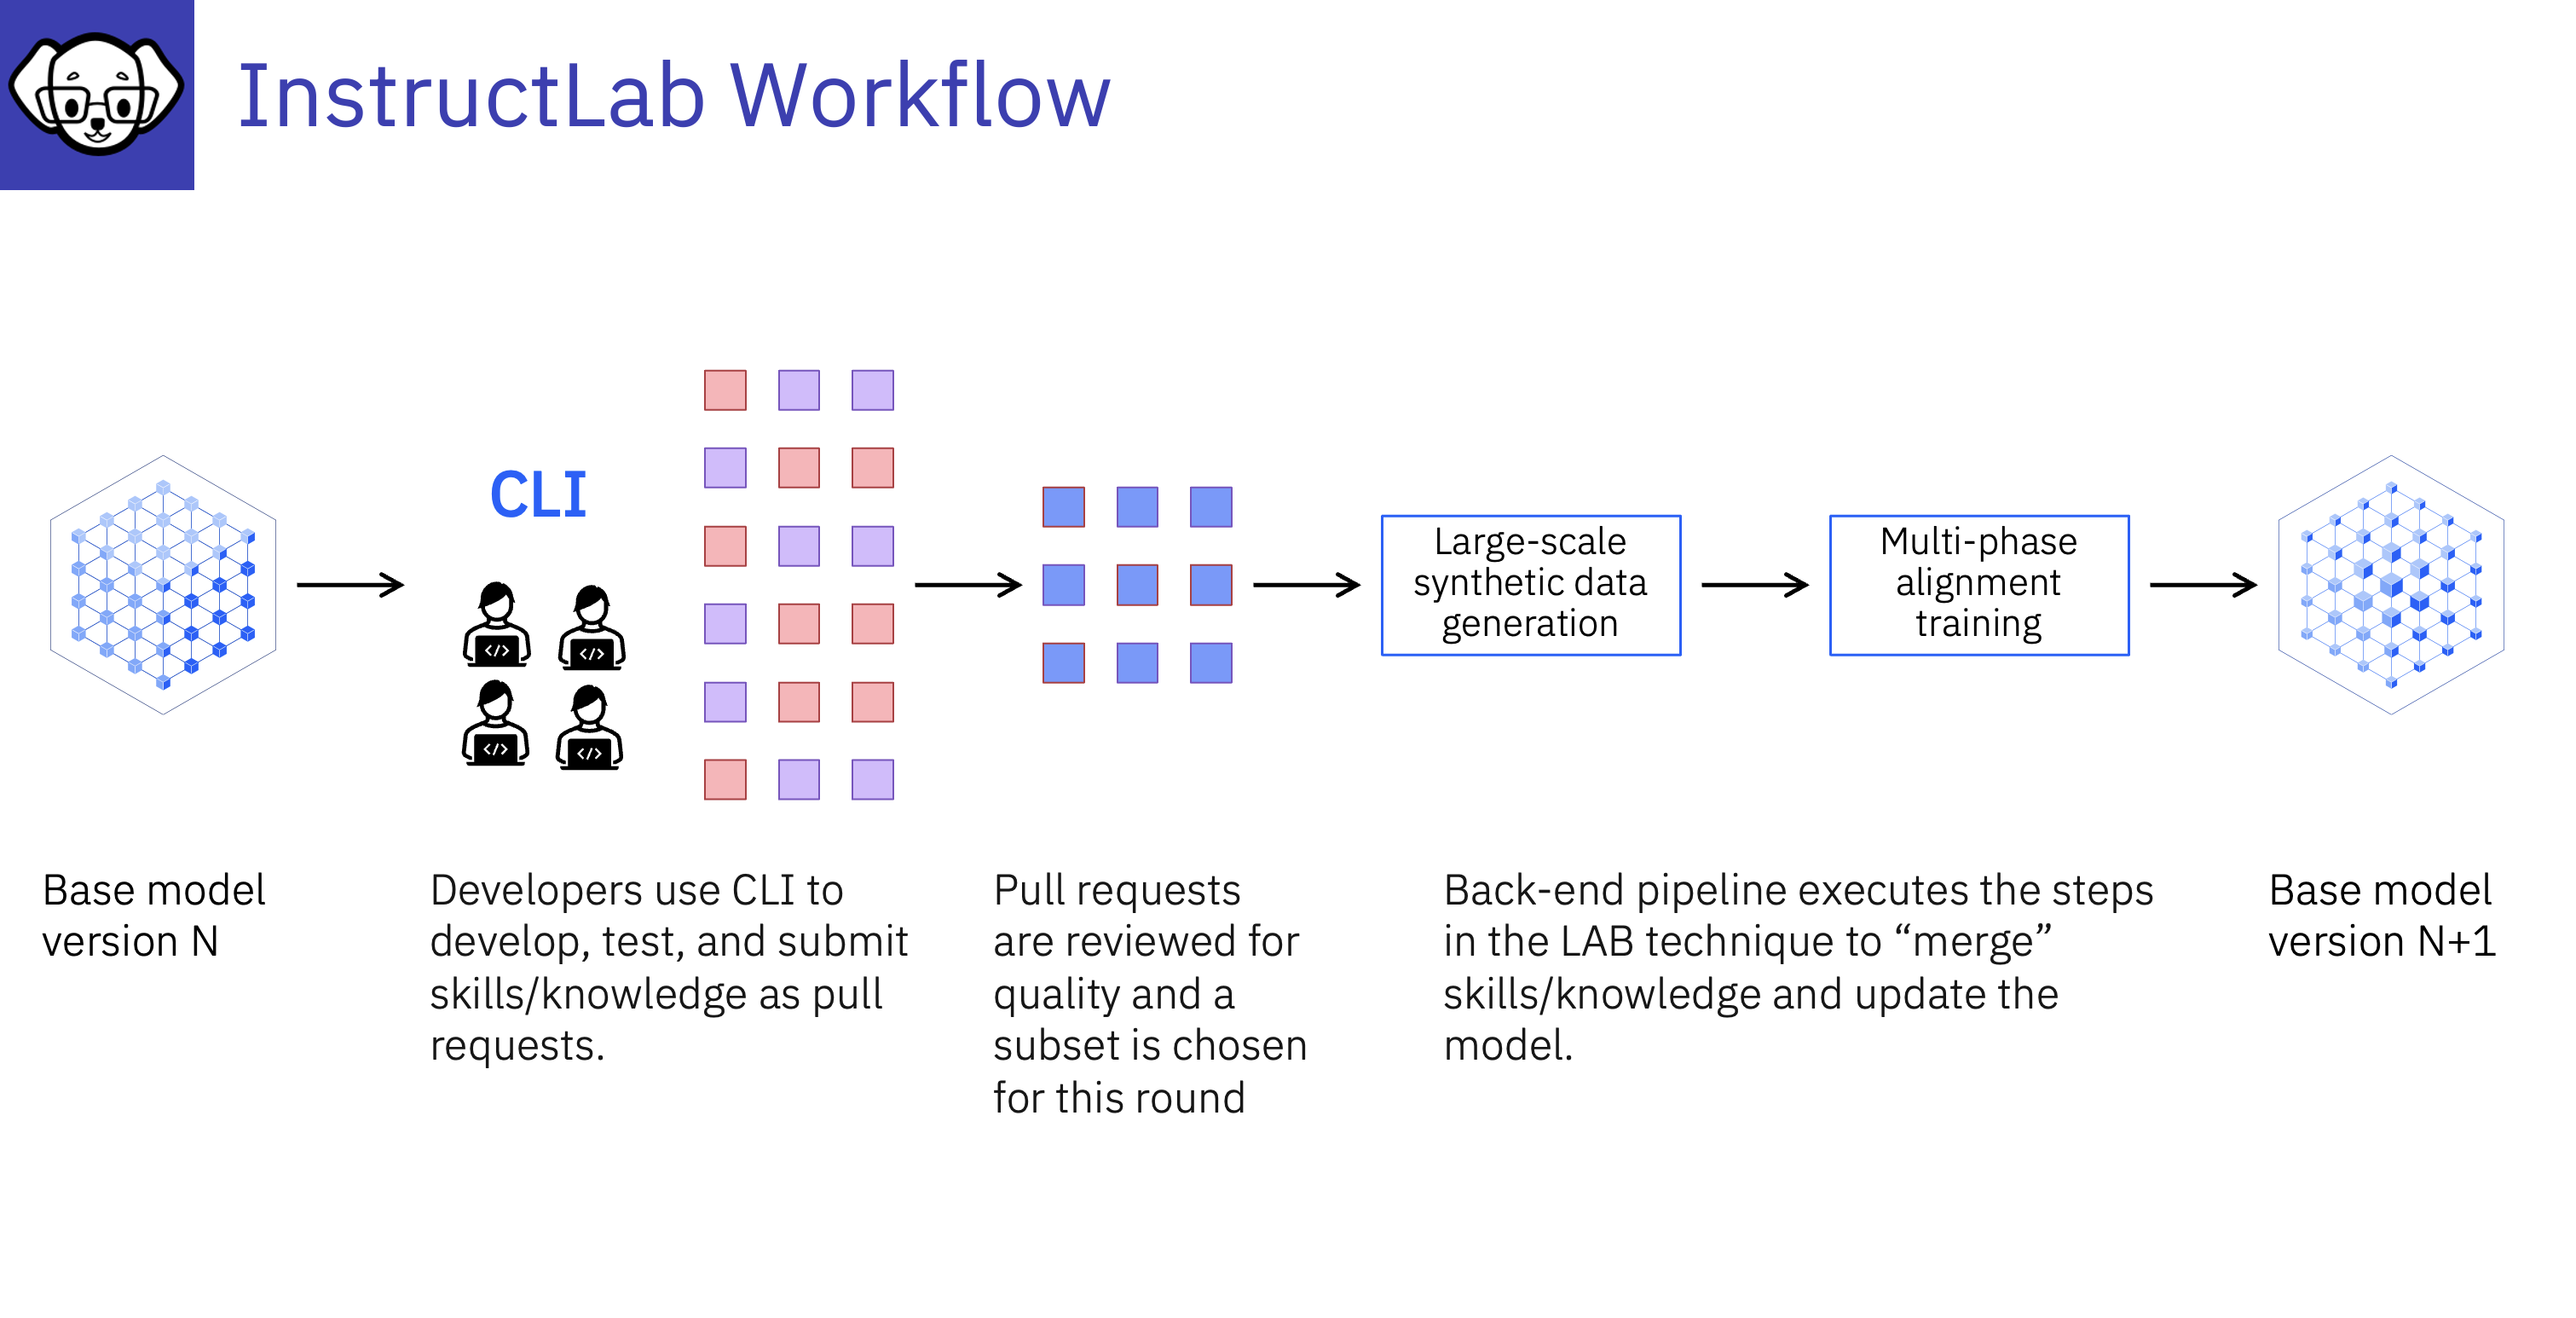 InstructLab Workflow
CLI
</>
</>
</>
</>
Large-scale
synthetic data
generation
Multi-phase
alignment
training
Base model
version N
Developers use CLI to
develop, test, and submit
skills/knowledge as pull
requests.
Pull requests
are reviewed for
quality and a
subset is chosen
for this round
Back-end pipeline executes the steps
in the LAB technique to “merge”
skills/knowledge and update the
model.
Base model
version N+1